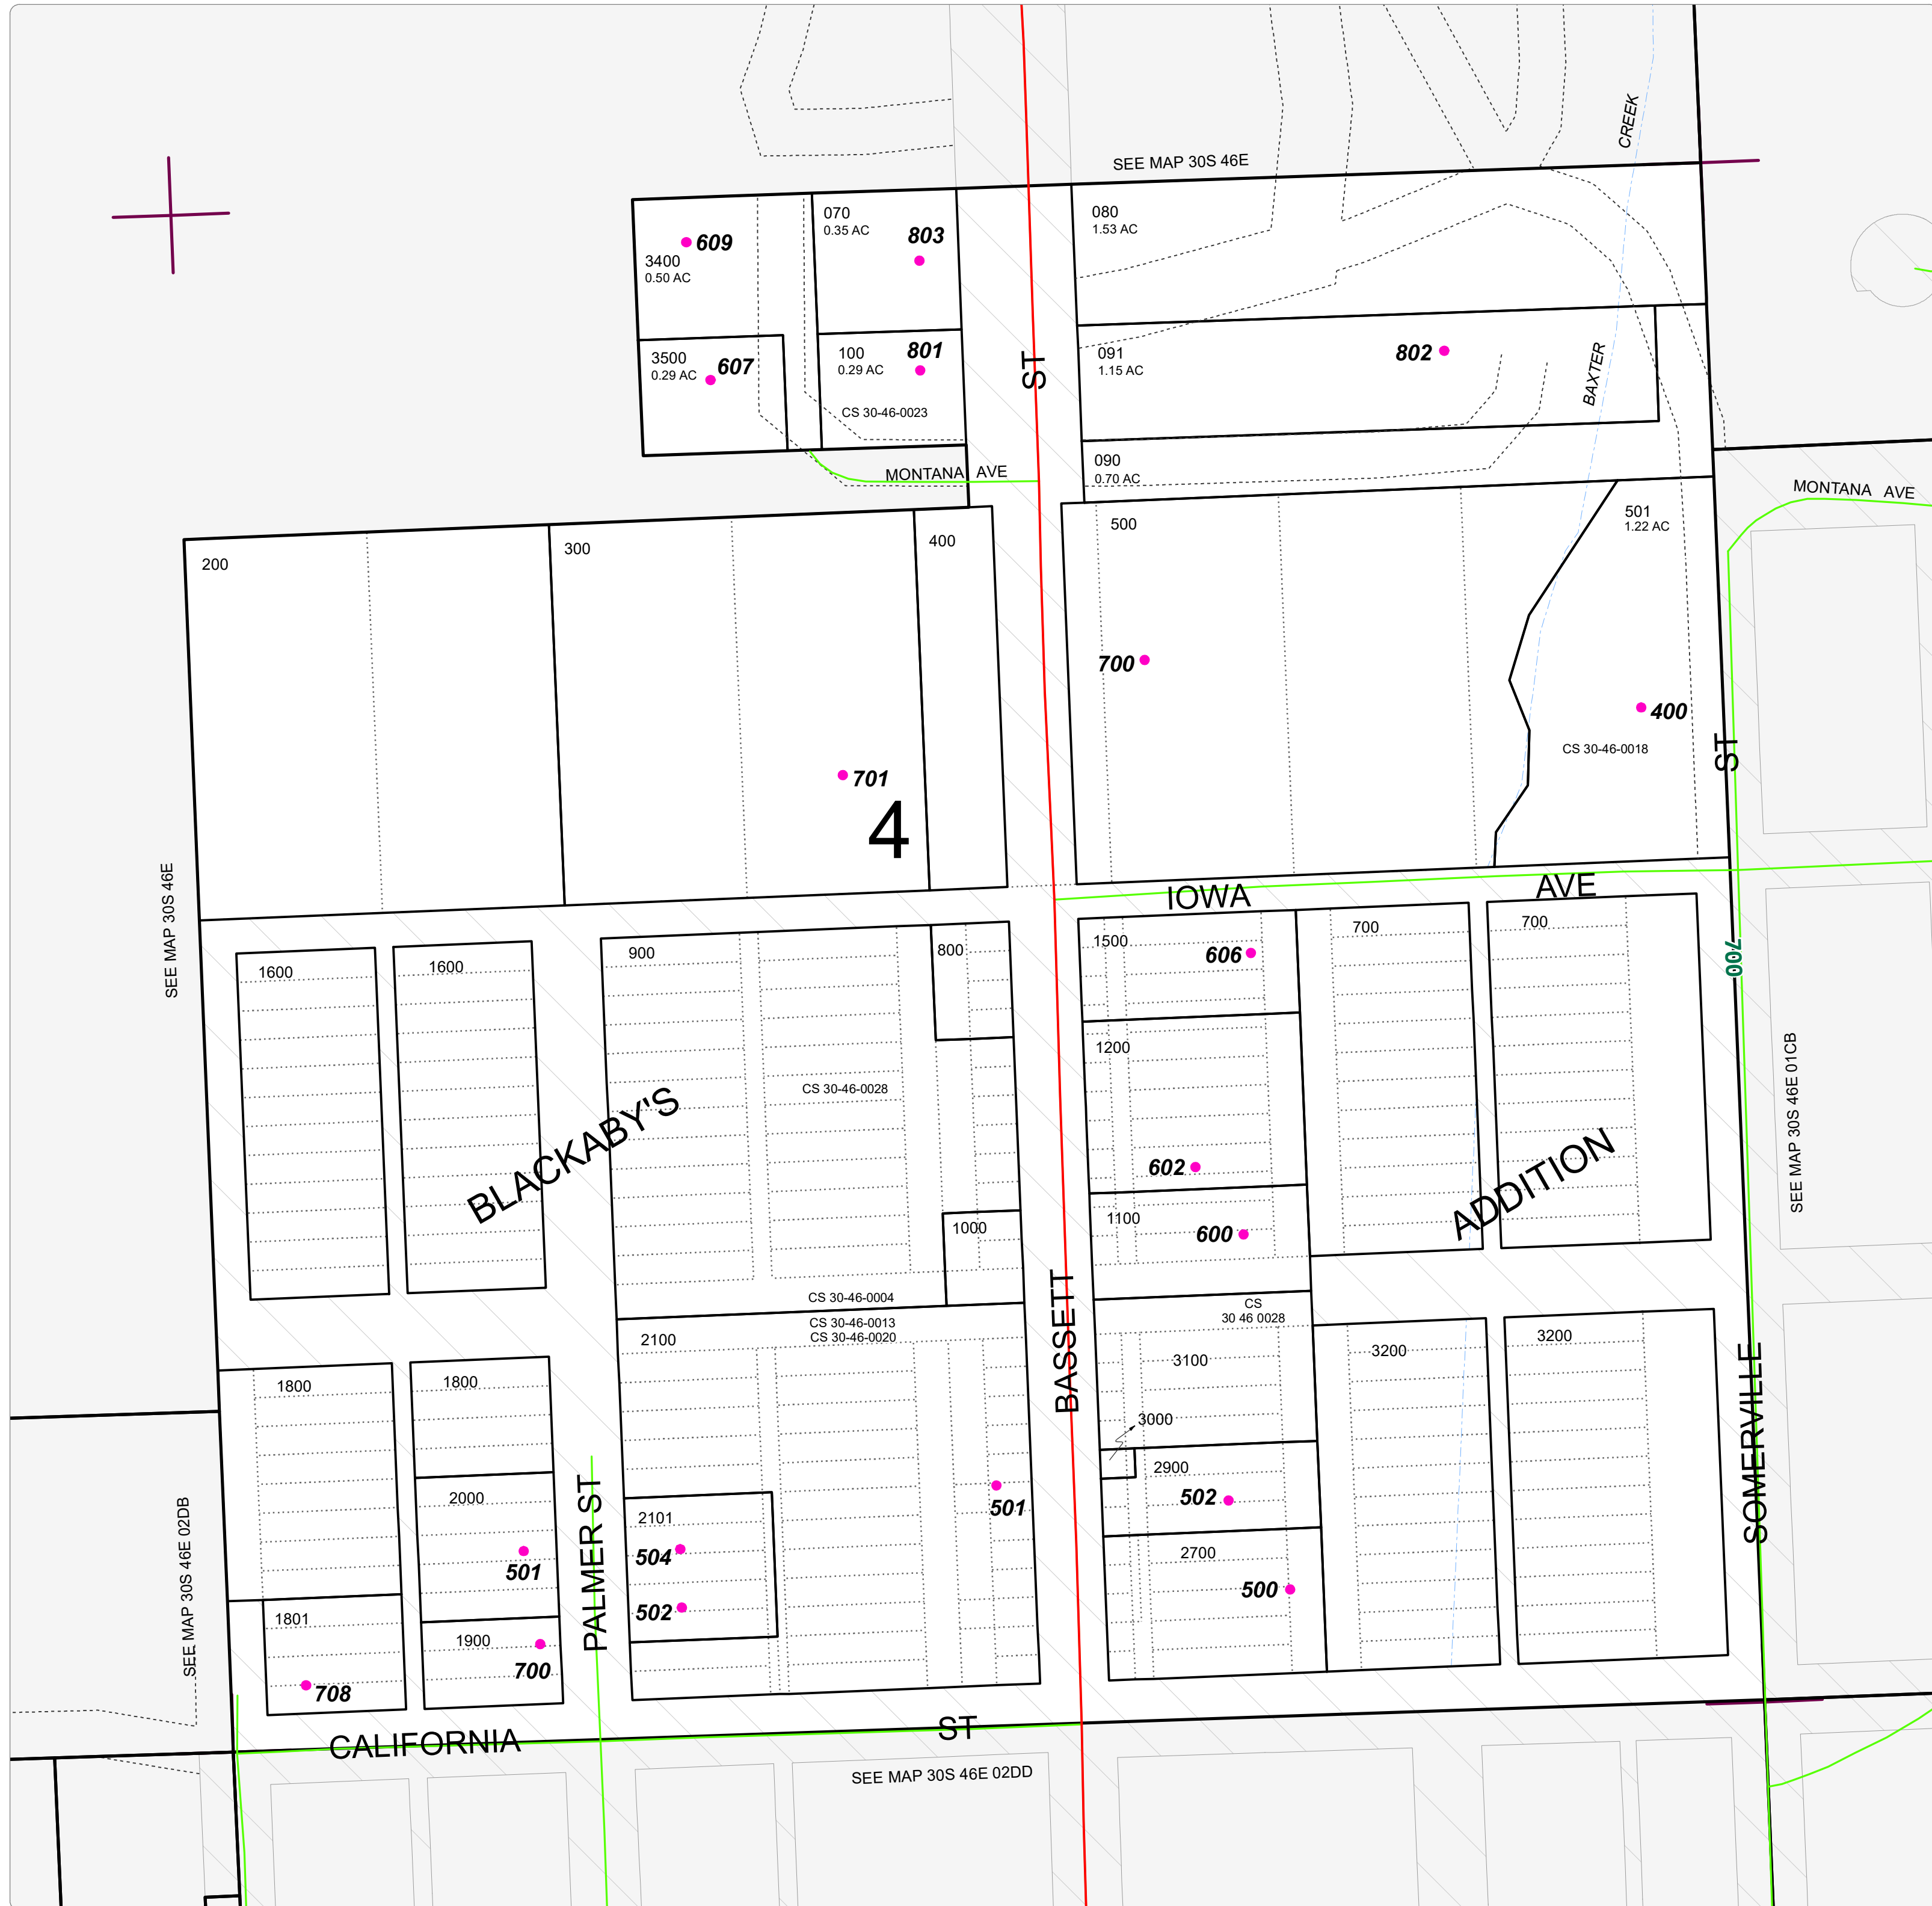 CREEK
SEE MAP 30S 46E
609
3400
0.50 AC
070
0.35 AC
803
080
1.53 AC
3500
0.29 AC
607
100
0.29 AC
801
CS 30-46-0023
ST
091
1.15 AC
802
BAXTER
090
0.70 AC
MONTANA AVE
MONTANA AVE
200
300
400
500
501
1.22 AC
700
400
CS 30-46-0018
ST
701
4
SEE MAP 30S 46E
IOWA
AVE
1600
1600
900
800
1500
606
700
700
700
CS 30-46-0028
1200
BLACKABY'S
602
ADDITION
SEE MAP 30S 46E 01CB
1000
1100
600
CS 30-46-0004
CS 30-46-0013
CS 30-46-0020
2100
CS
30 46 0028
BASSETT
3100
3200
3200
1800
1800
3000
SOMERVILLE
2900
502
2000
501
2101
504
501
SEE MAP 30S 46E 02DB
PALMER ST
2700
500
502
1801
1900
700
708
CALIFORNIA
ST
SEE MAP 30S 46E 02DD